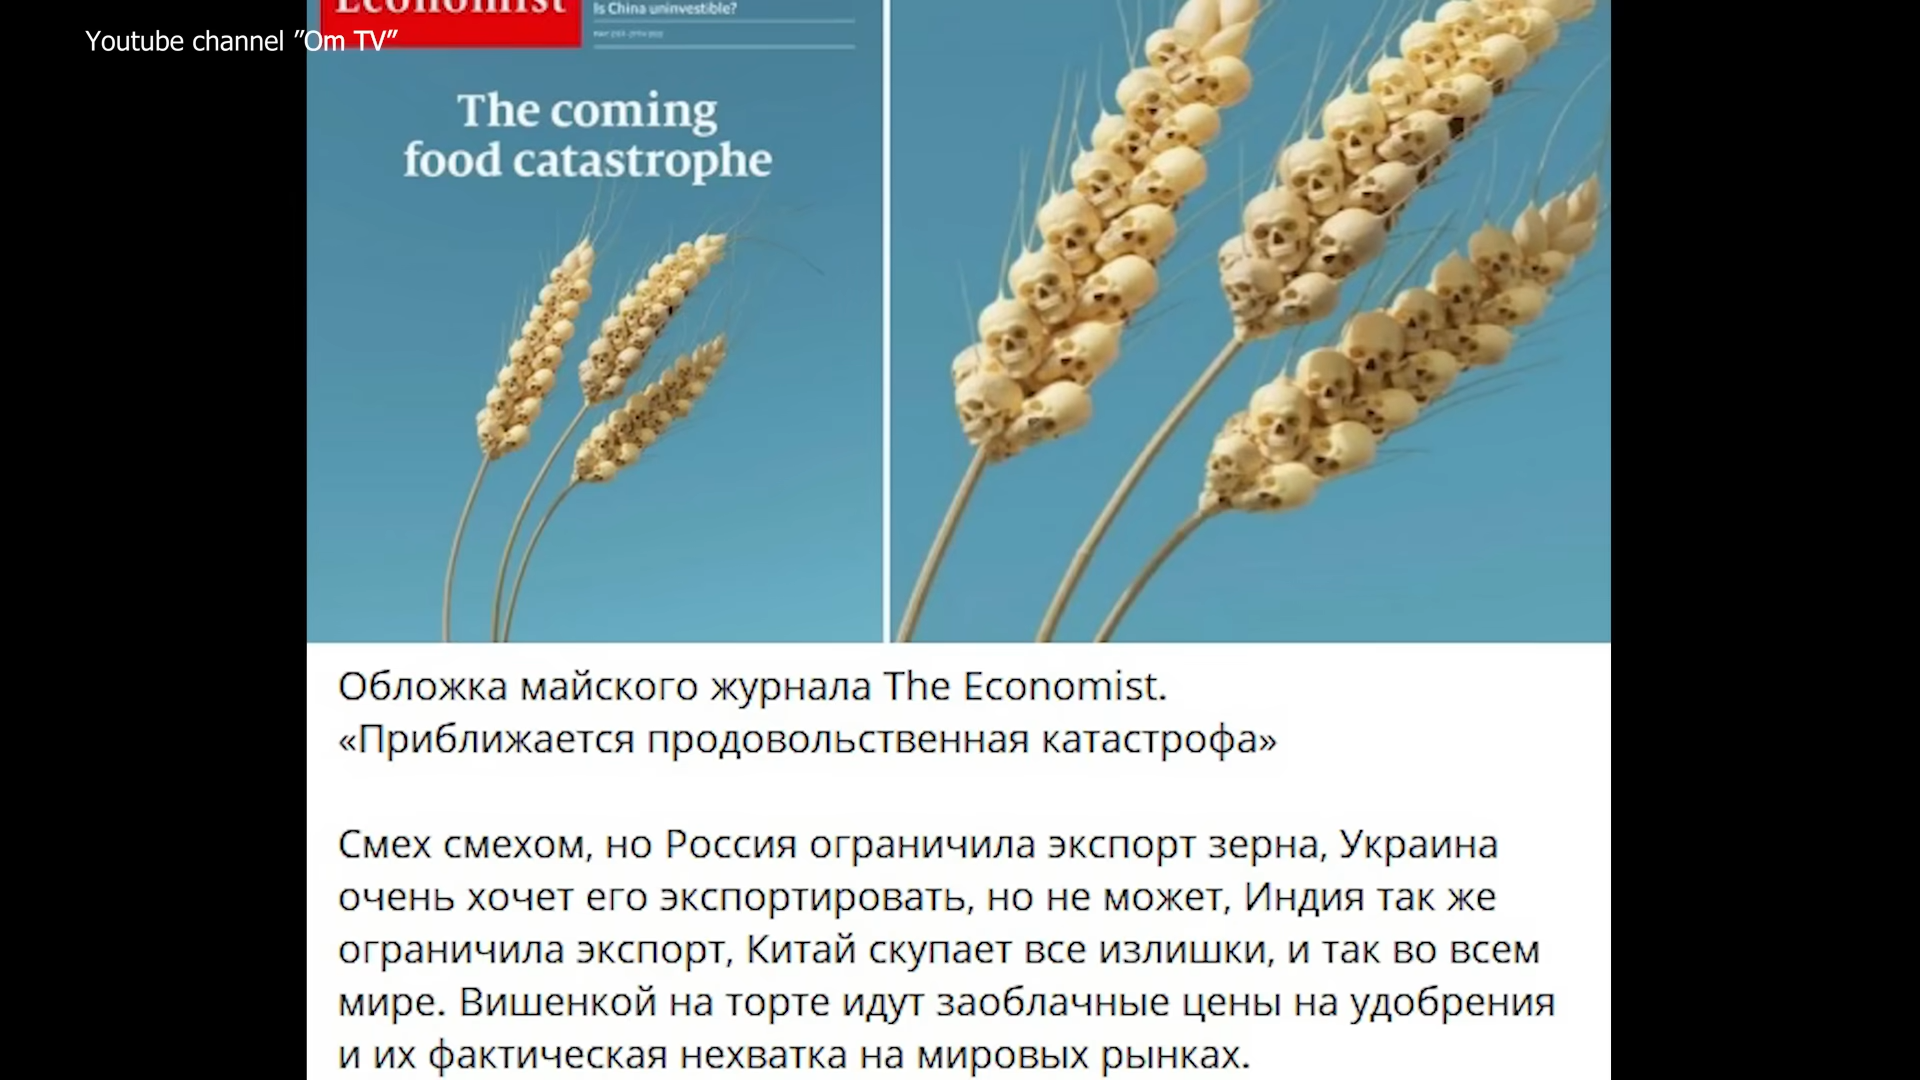 Economist
Is China uninvestible?
Youtube channel "Om TV"
The coming
food catastrophe
Обложка майского журнала The Economist.
«Приближается продовольственная катастрофа»
Смех смехом, но Россия ограничила экспорт зерна, Украина
очень хочет его экспортировать, но не может, Индия так же
ограничила экспорт, Китай скупает все излишки, и так во всем
мире. Вишенкой на торте идут заоблачные цены на удобрения
и их фактическая нехватка на мировых рынках.